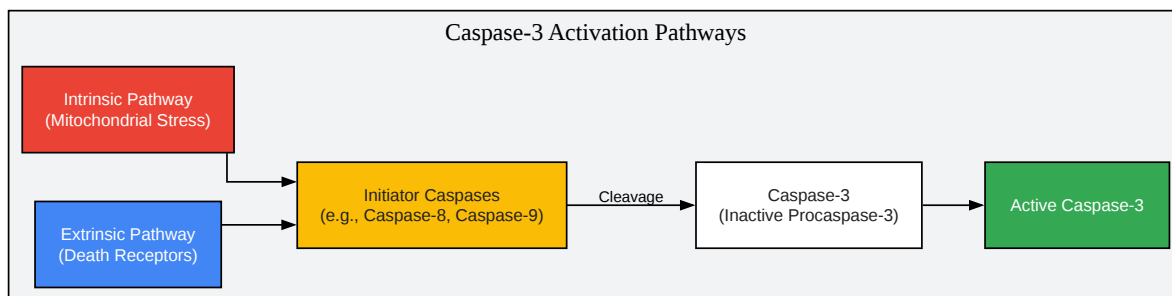 Caspase-3 Activation Pathways
Intrinsic Pathway
(Mitochondrial Stress)
Extrinsic Pathway
(Death Receptors)
Initiator Caspases
(e.g., Caspase-8, Caspase-9)
Cleavage
Caspase-3
(Inactive Procaspase-3)
Active Caspase-3